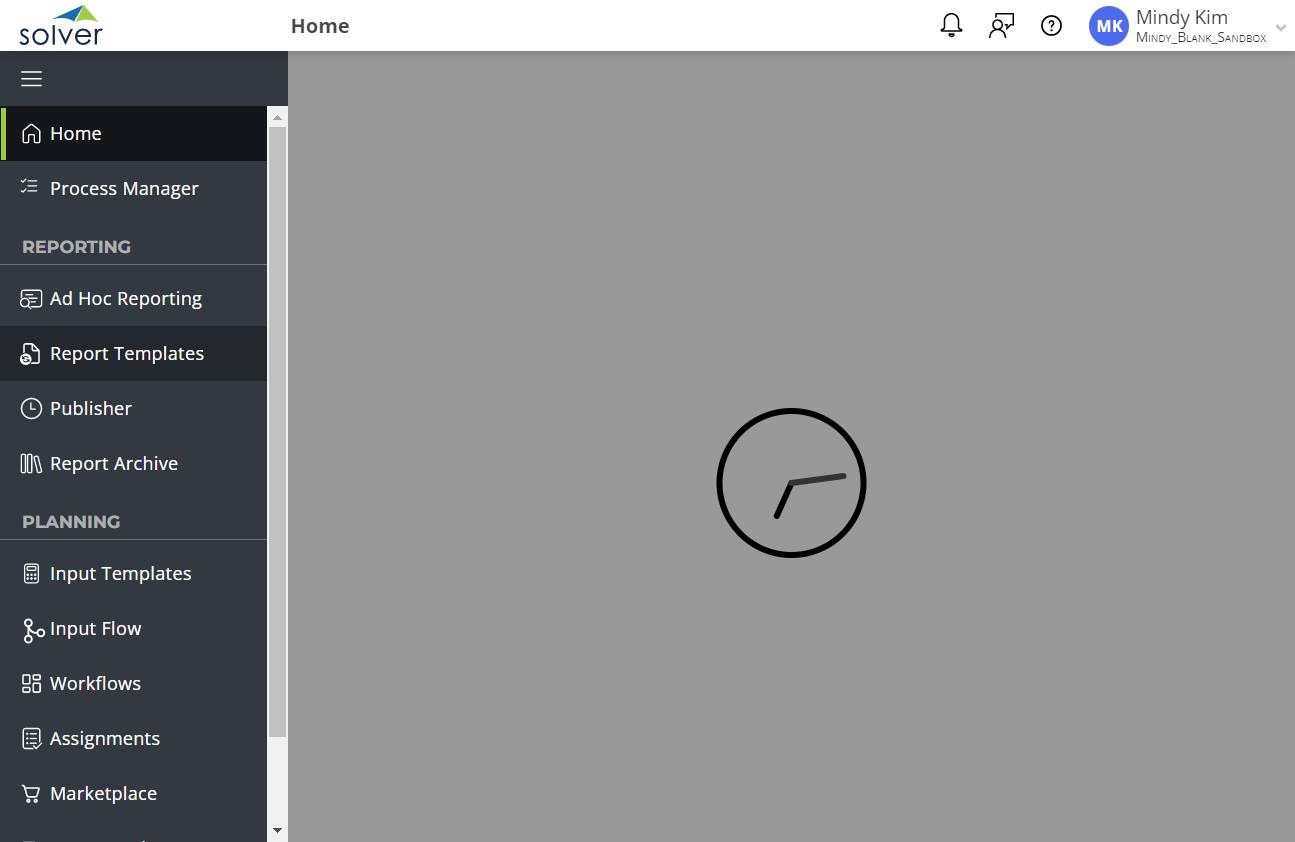 solver
Home
MK
Mindy Kim
Mindy_Blank_Sandbox
Home
Process Manager
REPORTING
Ad Hoc Reporting
Report Templates
Publisher
Report Archive
PLANNING
Input Templates
Input Flow
Workflows
Assignments
Marketplace